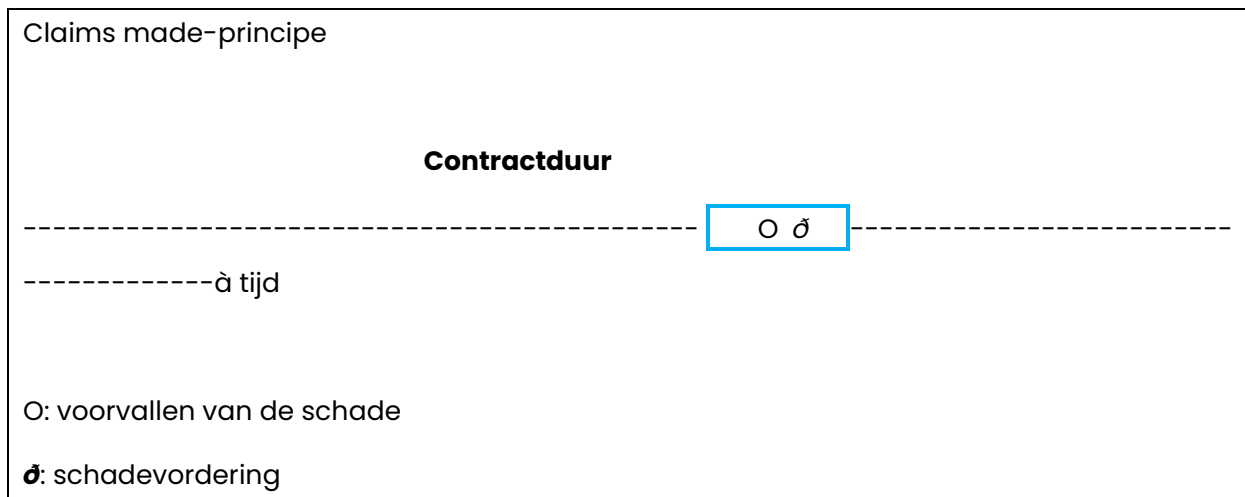 Claims made-principe
Contractduur
---------------------------------------------- O ð --------------------------
-------------à tijd
O: voorvallen van de schade
ð: schadevordering